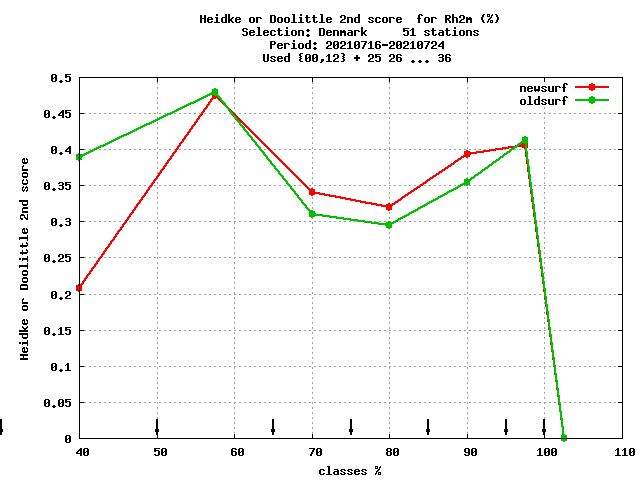 Heidke or Doolittle 2nd score  for Rh2m (%)
Selection: Denmark     51 stations
Period: 20210716-20210724
Used {00,12} + 25 26 ... 36
newsurf
oldsurf
Heidke or Doolittle 2nd score
0.5
0.45
0.4
0.35
0.3
0.25
0.2
0.15
0.1
0.05
0
40 50 60 70 80 90 100 110
classes %